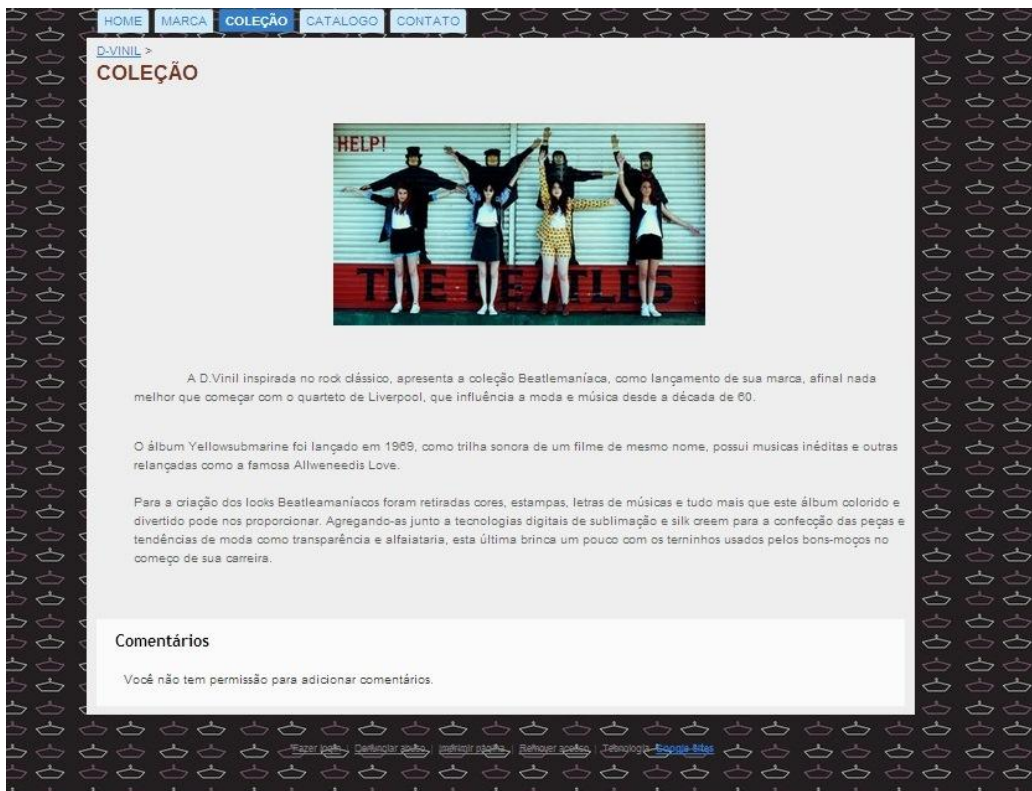 HOME MARCA COLEÇÃO CATALOGO CONTATO
D-VINIL >
COLEÇÃO
HELP!
THE BEATLES
A D.Vinil inspirada no rock clássico, apresenta a coleção Beatlemaníaca, como lançamento de sua marca, afinal nada
melhor que começar com o quarteto de Liverpool, que influência a moda e música desde a década de 60.
O álbum Yellowsubmarine foi lançado em 1969, como trilha sonora de um filme de mesmo nome, possui musicas inéditas e outras
relançadas como a famosa Allweneedis Love.
Para a criação dos looks Beatleamaníacos foram retiradas cores, estampas, letras de músicas e tudo mais que este álbum colorido e
divertido pode nos proporcionar. Agregando-as junto a tecnologias digitais de sublimação e silk creem para a confecção das peças e
tendências de moda como transparência e alfaiataria, esta última brinca um pouco com os terninhos usados pelos bons-moços no
começo de sua carreira.
Comentários
Você não tem permissão para adicionar comentários.
Fazer login | Denunciar abuso | Imprimir página | Remover acesso | Tecnologia Google Sites